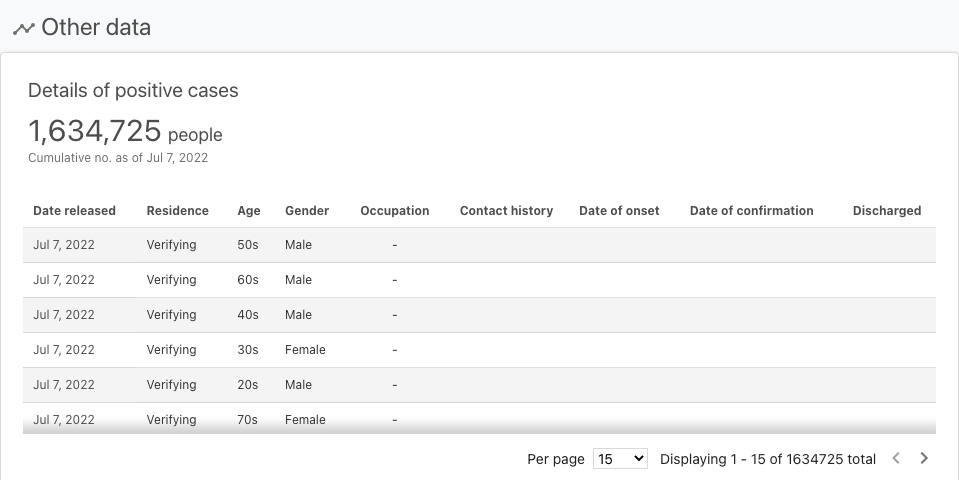 Other data
Details of positive cases
1,634,725 people
Cumulative no. as of Jul 7, 2022
Date released Residence Age Gender Occupation Contact history Date of onset Date of confirmation Discharged
Jul 7, 2022 Verifying 50s Male -
Jul 7, 2022 Verifying 60s Male -
Jul 7, 2022 Verifying 40s Male -
Jul 7, 2022 Verifying 30s Female -
Jul 7, 2022 Verifying 20s Male -
Jul 7, 2022 Verifying 70s Female -
Per page 15 Displaying 1 - 15 of 1634725 total